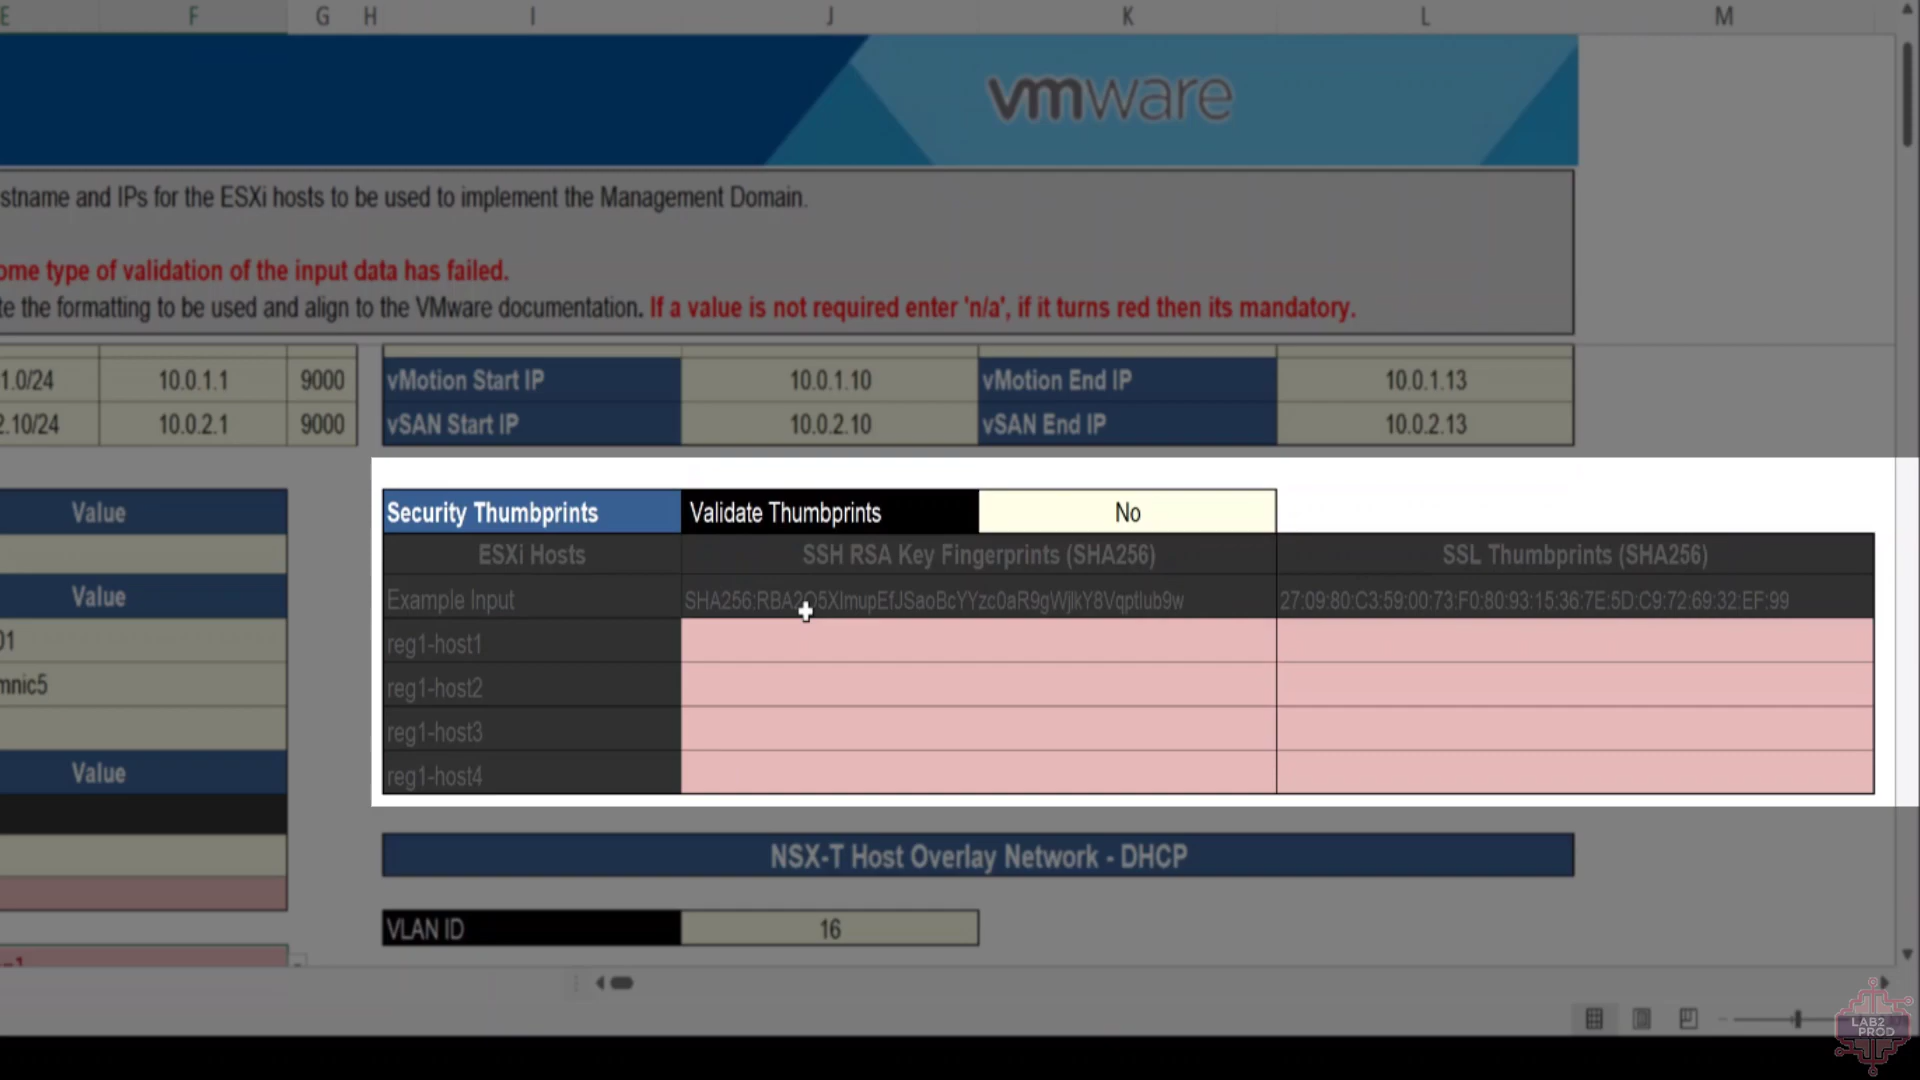 E F G H I J K L M
vmware
stname and IPs for the ESXi hosts to be used to implement the Management Domain.
ome type of validation of the input data has failed.
te the formatting to be used and align to the VMware documentation. If a value is not required enter 'n/a', if it turns red then its mandatory.
1.0/24 10.0.1.1 9000 vMotion Start IP 10.0.1.10 vMotion End IP 10.0.1.13
2.10/24 10.0.2.1 9000 vSAN Start IP 10.0.2.10 vSAN End IP 10.0.2.13
Value Security Thumbprints Validate Thumbprints No
ESXi Hosts SSH RSA Key Fingerprints (SHA256) SSL Thumbprints (SHA256)
Value Example Input 27:09:80:C3:59:00:73:F0:80:93:15:36:7E:5D:C9:72:69:32:EF:99
01 reg1-host1
mnic5 reg1-host2
reg1-host3
Value reg1-host4
NSX-T Host Overlay Network - DHCP
VLAN ID 16
LAB2
PROD